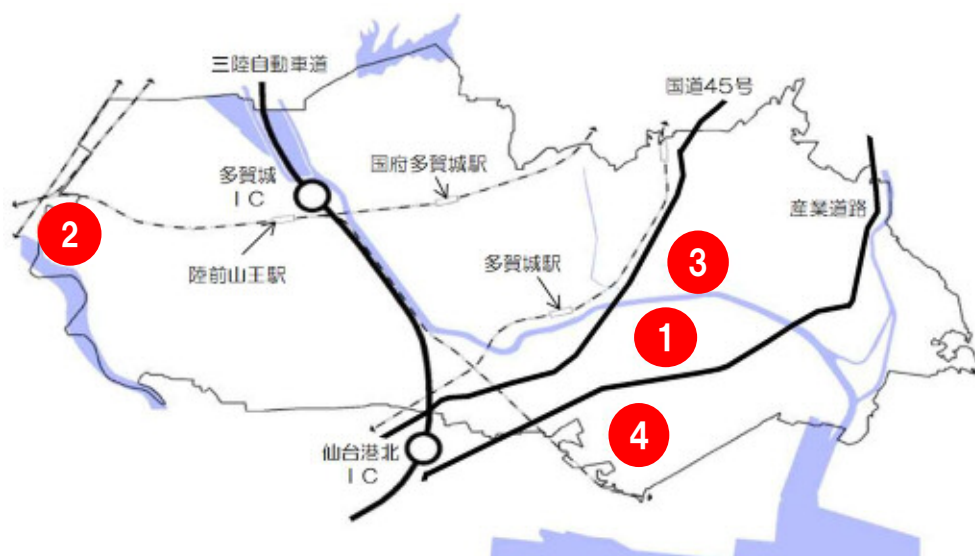 三陸自動車道
国道45号
国府多賀城駅
多賀城
IC
産業道路
2
陸前山王駅
多賀城駅
3
1
4
仙台港北
IC